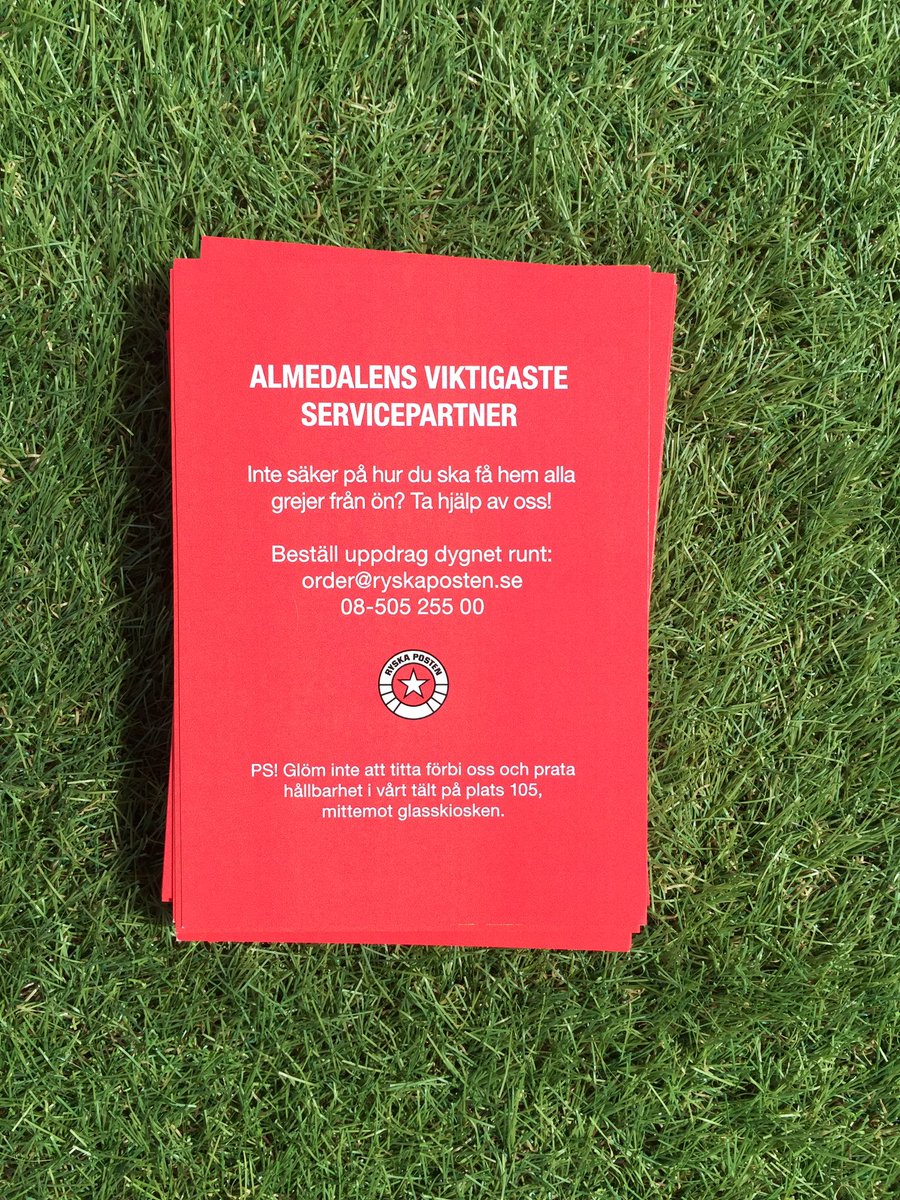 ALMEDALENS VIKTIGASTE
SERVICEPARTNER
Inte säker på hur du ska få hem alla
grejer från ön? Ta hjälp av oss!
Beställ uppdrag dygnet runt:
order@ryskaposten.se
08-505 255 00
RYSKA POSTEN
PS! Glöm inte att titta förbi oss och prata
hållbarhet i vårt tält på plats 105,
mittemot glasskiosken.